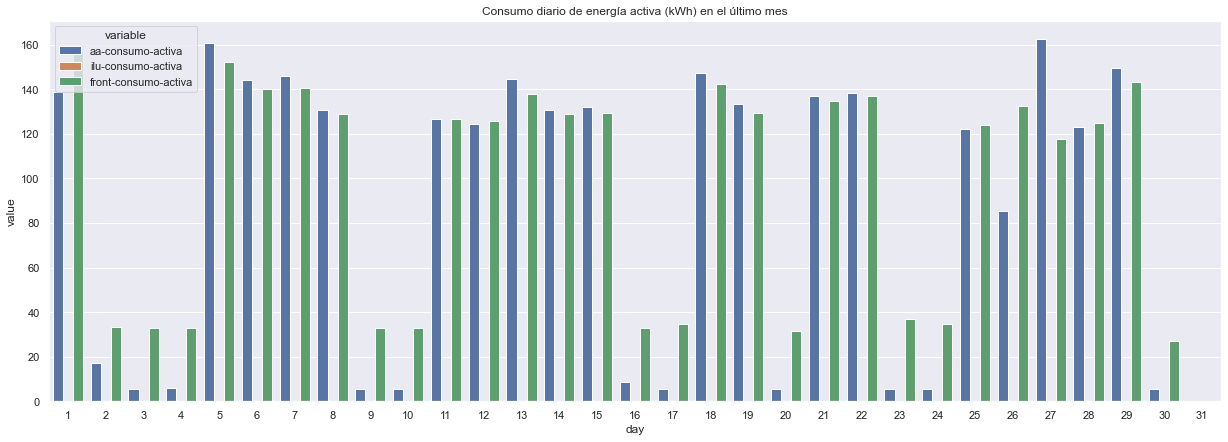 Consumo diario de energía activa (kWh) en el último mes
variable
aa-consumo-activa
ilu-consumo-activa
front-consumo-activa
160
140
120
100
80
60
40
20
0
value
1 2 3 4 5 6 7 8 9 10 11 12 13 14 15 16 17 18 19 20 21 22 23 24 25 26 27 28 29 30 31
day